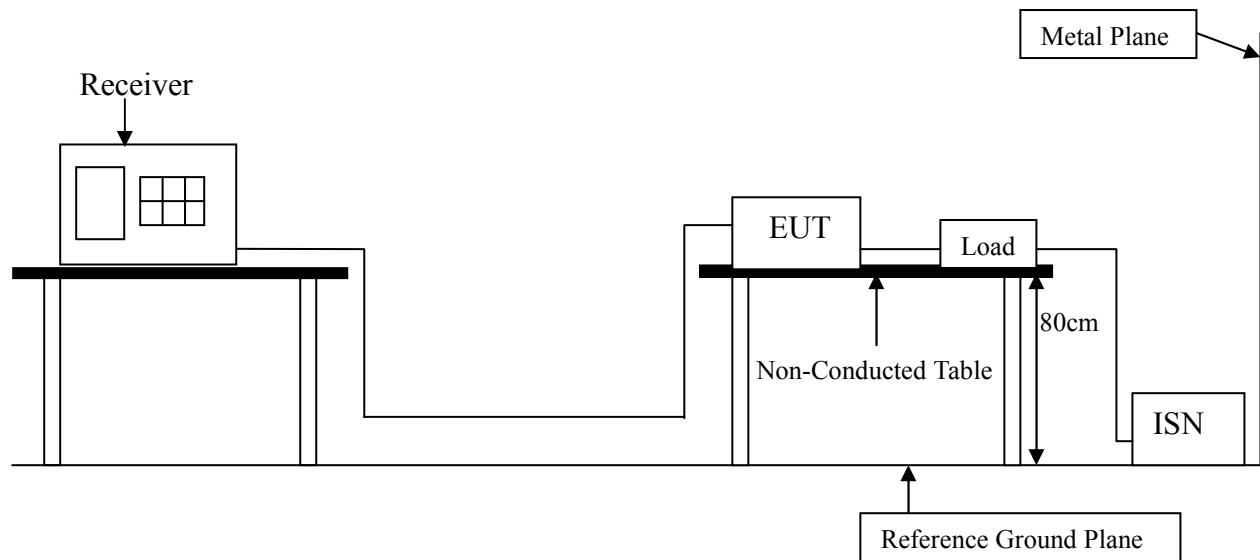 Metal Plane
Receiver
EUT
Load
80cm
Non-Conducted Table
ISN
Reference Ground Plane